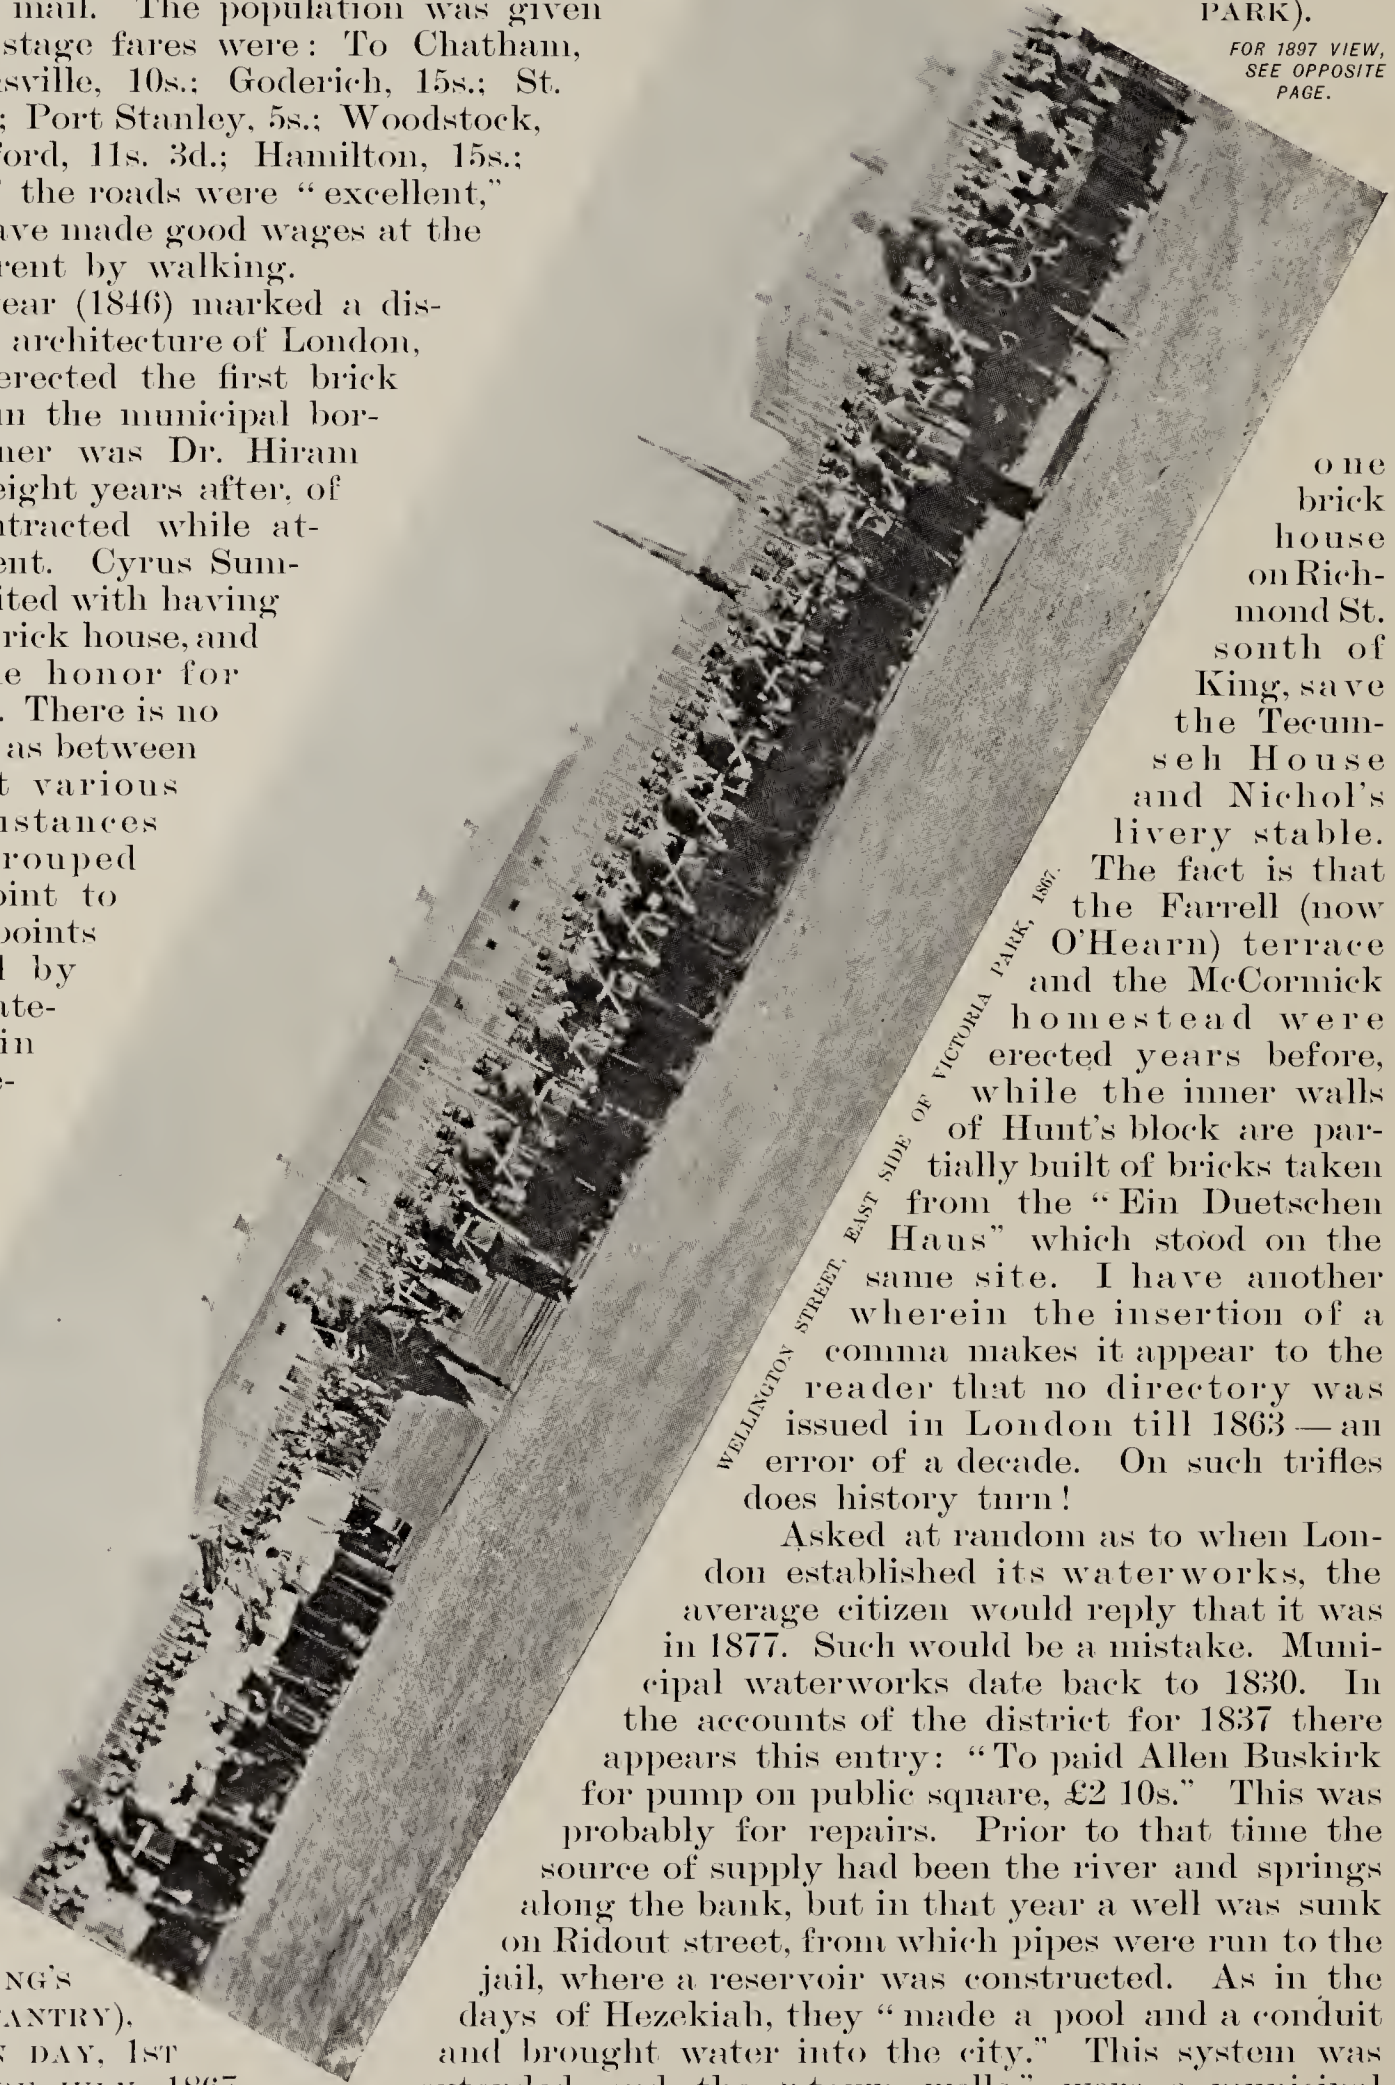 mail. The population was given
stage fares were: To Chatham,
sville, 10s.; Goderich, 15s.; St.
; Port Stanley, 5s.; Woodstock,
ford, 11s. 3d.; Hamilton, 15s.;
the roads were “excellent,”
ave made good wages at the
rent by walking.
ear (1846) marked a dis-
architecture of London,
erected the first brick
in the municipal bor-
ner was Dr. Hiram
eight years after, of
ntracted while at-
ent. Cyrus Sum-
ited with having
rick house, and
e honor for
. There is no
as between
t various
nstances
rouped
oint to
points
l by
ate-
in
e-
NG'S
ANTRY),
N DAY, 1ST
JULY, 1867
PARK).
FOR 1897 VIEW,
SEE OPPOSITE
PAGE.
WELLINGTON STREET, EAST SIDE OF VICTORIA PARK, 1867.
one
brick
house
on Rich-
mond St.
south of
King, save
the Tecum-
seh House
and Nichol's
livery stable.
The fact is that
the Farrell (now
O'Hearn) terrace
and the McCormick
homestead were
erected years before,
while the inner walls
of Hunt's block are par-
tially built of bricks taken
from the “Ein Duetschen
Haus” which stood on the
same site. I have another
wherein the insertion of a
comma makes it appear to the
reader that no directory was
issued in London till 1863 — an
error of a decade. On such trifles
does history turn!
Asked at random as to when Lon-
don established its waterworks, the
average citizen would reply that it was
in 1877. Such would be a mistake. Muni-
cipal waterworks date back to 1830. In
the accounts of the district for 1837 there
appears this entry: “To paid Allen Buskirk
for pump on public square, £2 10s.” This was
probably for repairs. Prior to that time the
source of supply had been the river and springs
along the bank, but in that year a well was sunk
on Ridout street, from which pipes were run to the
jail, where a reservoir was constructed. As in the
days of Hezekiah, they “made a pool and a conduit
and brought water into the city.” This system was